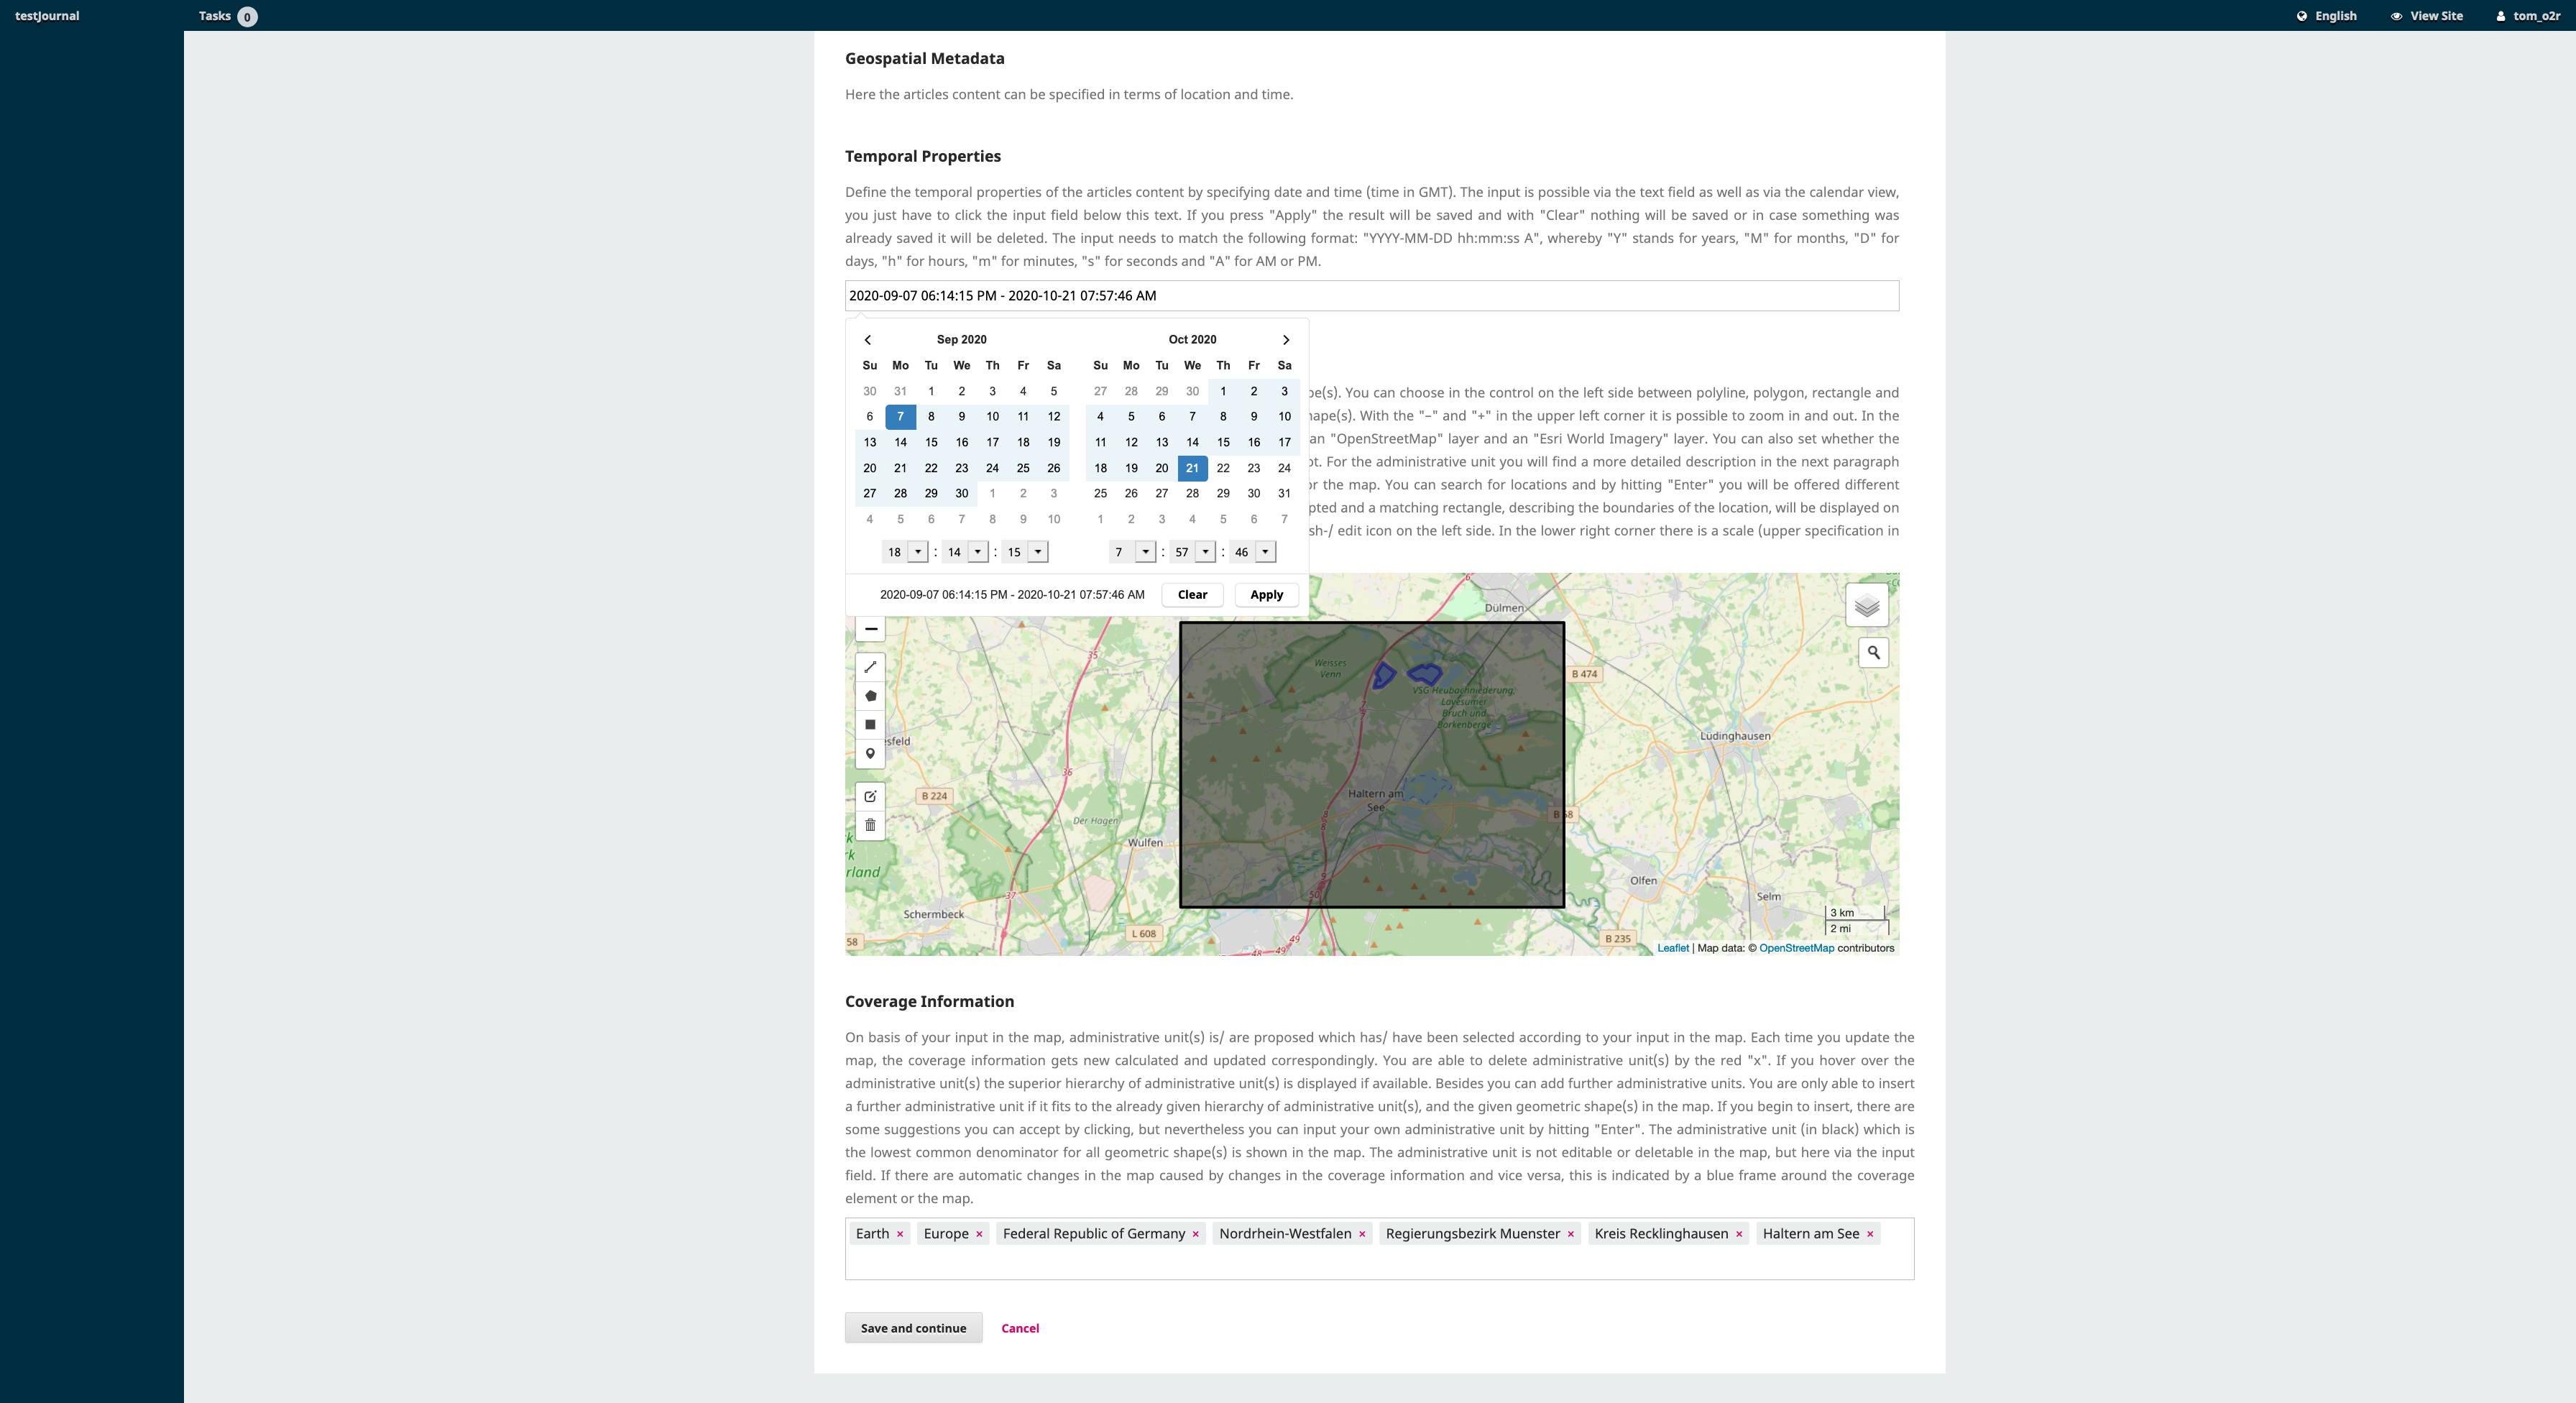 testJournal
Tasks 0
English
View Site
tom_o2r
Geospatial Metadata
Here the articles content can be specified in terms of location and time.
Temporal Properties
Define the temporal properties of the articles content by specifying date and time (time in GMT). The input is possible via the text field as well as via the calendar view,
you just have to click the input field below this text. If you press "Apply" the result will be saved and with "Clear" nothing will be saved or in case something was
already saved it will be deleted. The input needs to match the following format: "YYYY-MM-DD hh:mm:ss A", whereby "Y" stands for years, "M" for months, "D" for
days, "h" for hours, "m" for minutes, "s" for seconds and "A" for AM or PM.
2020-09-07 06:14:15 PM - 2020-10-21 07:57:46 AM
Sep 2020
Su Mo Tu We Th Fr Sa
30 31 1 2 3 4 5
6 7 8 9 10 11 12
13 14 15 16 17 18 19
20 21 22 23 24 25 26
27 28 29 30 1 2 3
4 5 6 7 8 9 10
18 : 14 : 15
Oct 2020
Su Mo Tu We Th Fr Sa
27 28 29 30 1 2 3
4 5 6 7 8 9 10
11 12 13 14 15 16 17
18 19 20 21 22 23 24
25 26 27 28 29 30 31
1 2 3 4 5 6 7
7 : 57 : 46
2020-09-07 06:14:15 PM - 2020-10-21 07:57:46 AM
Clear
Apply
pe(s). You can choose in the control on the left side between polyline, polygon, rectangle and
hape(s). With the "−" and "+" in the upper left corner it is possible to zoom in and out. In the
an "OpenStreetMap" layer and an "Esri World Imagery" layer. You can also set whether the
ot. For the administrative unit you will find a more detailed description in the next paragraph
or the map. You can search for locations and by hitting "Enter" you will be offered different
pted and a matching rectangle, describing the boundaries of the location, will be displayed on
sh-/ edit icon on the left side. In the lower right corner there is a scale (upper specification in
Dülmen
35
Weisses
Venn
B 474
VSG Heubachniederung,
Lavesumer
Bruch und
Borkenberge
Lüdinghausen
esfeld
36
B 224
Haltern am
See
B 58
Der Hagen
Wulfen
rk
rland
Olfen
Selm
37
50
Schermbeck
L 608
58
49
48
49
B 235
3 km
2 mi
Leaflet | Map data: © OpenStreetMap contributors
Coverage Information
On basis of your input in the map, administrative unit(s) is/ are proposed which has/ have been selected according to your input in the map. Each time you update the
map, the coverage information gets new calculated and updated correspondingly. You are able to delete administrative unit(s) by the red "x". If you hover over the
administrative unit(s) the superior hierarchy of administrative unit(s) is displayed if available. Besides you can add further administrative units. You are only able to insert
a further administrative unit if it fits to the already given hierarchy of administrative unit(s), and the given geometric shape(s) in the map. If you begin to insert, there are
some suggestions you can accept by clicking, but nevertheless you can input your own administrative unit by hitting "Enter". The administrative unit (in black) which is
the lowest common denominator for all geometric shape(s) is shown in the map. The administrative unit is not editable or deletable in the map, but here via the input
field. If there are automatic changes in the map caused by changes in the coverage information and vice versa, this is indicated by a blue frame around the coverage
element or the map.
Earth × Europe × Federal Republic of Germany × Nordrhein-Westfalen × Regierungsbezirk Muenster × Kreis Recklinghausen × Haltern am See ×
Save and continue
Cancel